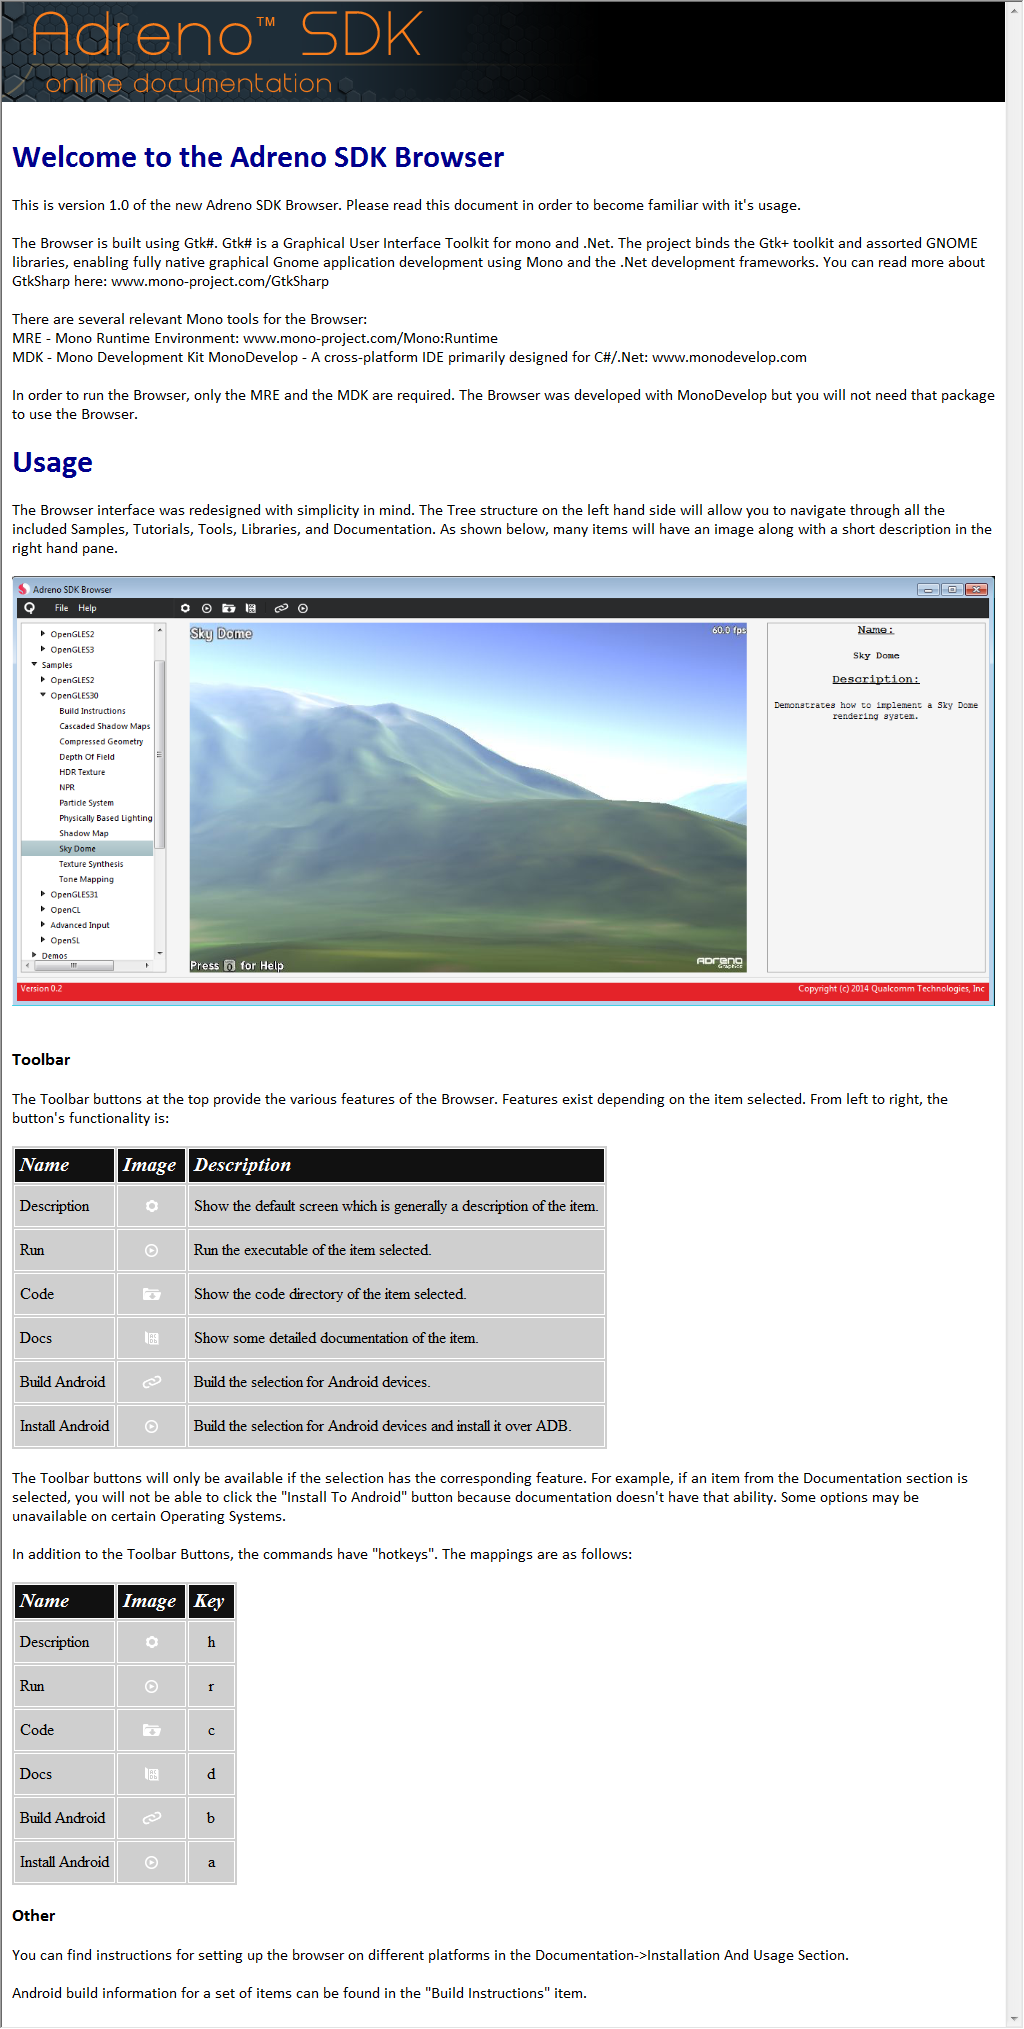 Adreno™ SDK
online documentation
Welcome to the Adreno SDK Browser
This is version 1.0 of the new Adreno SDK Browser. Please read this document in order to become familiar with it's usage.
The Browser is built using Gtk#. Gtk# is a Graphical User Interface Toolkit for mono and .Net. The project binds the Gtk+ toolkit and assorted GNOME
libraries, enabling fully native graphical Gnome application development using Mono and the .Net development frameworks. You can read more about
GtkSharp here: www.mono-project.com/GtkSharp
There are several relevant Mono tools for the Browser:
MRE - Mono Runtime Environment: www.mono-project.com/Mono:Runtime
MDK - Mono Development Kit MonoDevelop - A cross-platform IDE primarily designed for C#/.Net: www.monodevelop.com
In order to run the Browser, only the MRE and the MDK are required. The Browser was developed with MonoDevelop but you will not need that package
to use the Browser.
Usage
The Browser interface was redesigned with simplicity in mind. The Tree structure on the left hand side will allow you to navigate through all the
included Samples, Tutorials, Tools, Libraries, and Documentation. As shown below, many items will have an image along with a short description in the
right hand pane.
Adreno SDK Browser
File Help
OpenGLES2
OpenGLES3
Samples
OpenGLES2
OpenGLES30
Build Instructions
Cascaded Shadow Maps
Compressed Geometry
Depth Of Field
HDR Texture
NPR
Particle System
Physically Based Lighting
Shadow Map
Sky Dome
Texture Synthesis
Tone Mapping
OpenGLES31
OpenCL
Advanced Input
OpenSL
Demos
Sky Dome
60.0 fps
Press 0 for Help
Adreno
Graphics
Name:
Sky Dome
Description:
Demonstrates how to implement a Sky Dome
rendering system.
Version 0.2
Copyright (c) 2014 Qualcomm Technologies, Inc
Toolbar
The Toolbar buttons at the top provide the various features of the Browser. Features exist depending on the item selected. From left to right, the
button's functionality is:
Name Image Description
Description Show the default screen which is generally a description of the item.
Run Run the executable of the item selected.
Code Show the code directory of the item selected.
Docs Show some detailed documentation of the item.
Build Android Build the selection for Android devices.
Install Android Build the selection for Android devices and install it over ADB.
The Toolbar buttons will only be available if the selection has the corresponding feature. For example, if an item from the Documentation section is
selected, you will not be able to click the "Install To Android" button because documentation doesn't have that ability. Some options may be
unavailable on certain Operating Systems.
In addition to the Toolbar Buttons, the commands have "hotkeys". The mappings are as follows:
Name Image Key
Description h
Run r
Code c
Docs d
Build Android b
Install Android a
Other
You can find instructions for setting up the browser on different platforms in the Documentation->Installation And Usage Section.
Android build information for a set of items can be found in the "Build Instructions" item.